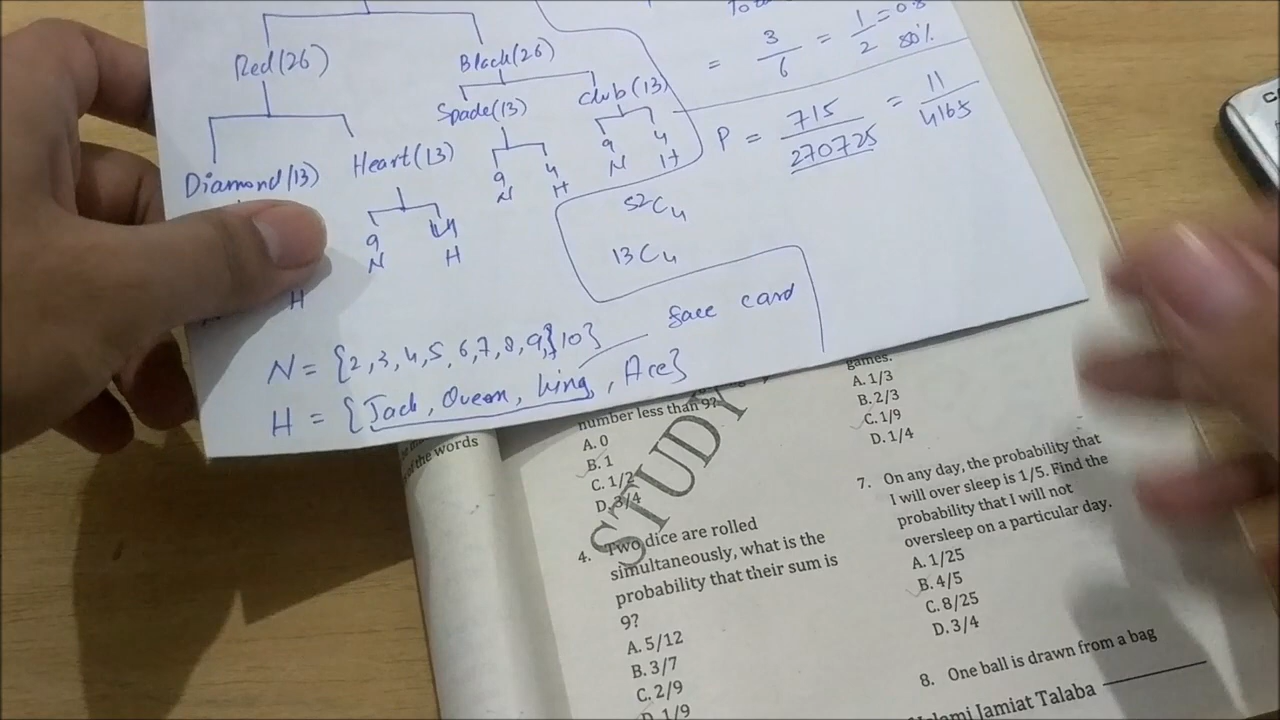 Red(26)
Black(26)
Spade(13)
Club(13)
Diamond(13)
Heart(13)
9 4
N H
9 4
N H
9 4
N H
H
52C4
13C4
N = {2,3,4,5,6,7,8,9,10}
face card
H = {Jack, Queen, King, Ace}
= 3/6 = 1/2 =
P = 715/270725 = 11/4165
of the words
number less than 9?
A. 0
B. 1
C. 1/2
D. 3/4
STUDY
4. Two dice are rolled
simultaneously, what is the
probability that their sum is
9?
A. 5/12
B. 3/7
C. 2/9
D. 1/9
games.
A. 1/3
B. 2/3
C. 1/9
D. 1/4
7. On any day, the probability that
I will over sleep is 1/5. Find the
probability that I will not
oversleep on a particular day.
A. 1/25
B. 4/5
C. 8/25
D. 3/4
8. One ball is drawn from a bag
Jamiat Talaba